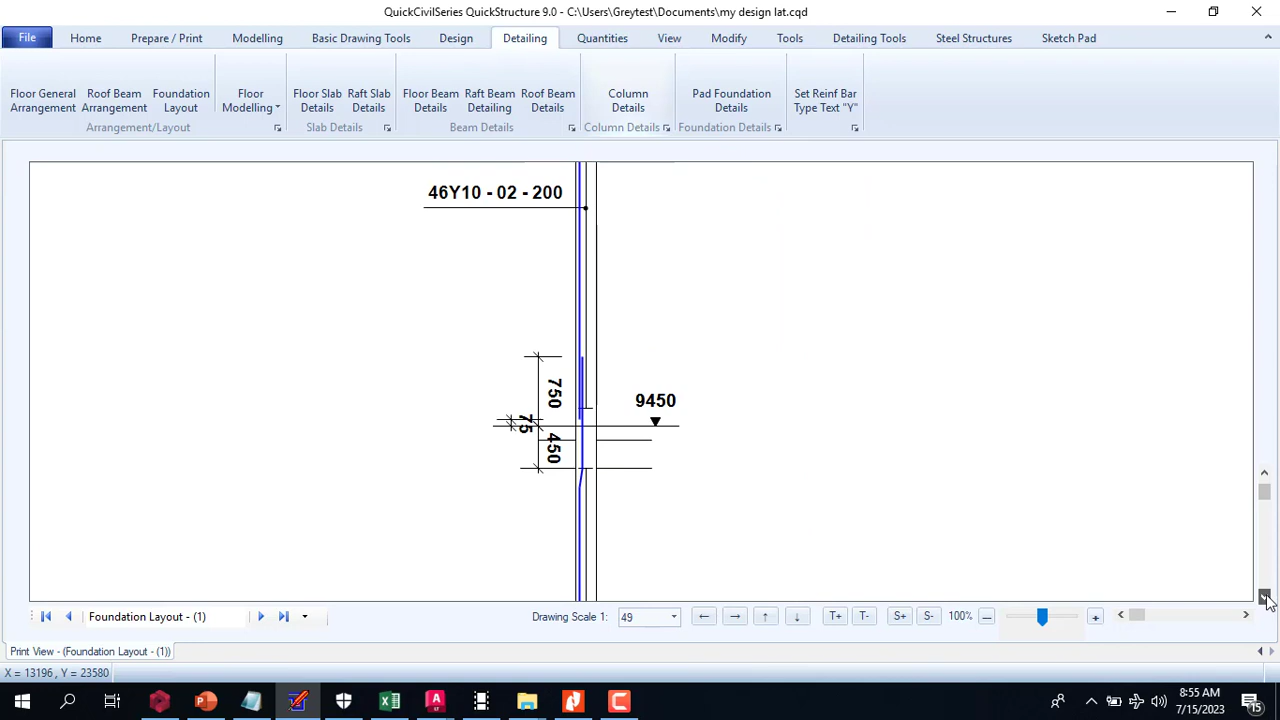 QuickCivilSeries QuickStructure 9.0 - C:\Users\Greytest\Documents\my design lat.cqd
File Home Prepare / Print Modelling Basic Drawing Tools Design Detailing Quantities View Modify Tools Detailing Tools Steel Structures Sketch Pad
Floor General Arrangement
Roof Beam Arrangement
Foundation Layout
Floor Modelling
Floor Slab Details
Raft Slab Details
Floor Beam Details
Raft Beam Detailing
Roof Beam Details
Column Details
Pad Foundation Details
Set Reinf Bar Type Text "Y"
Arrangement/Layout Slab Details Beam Details Column Details Foundation Details
46Y10 - 02 - 200
750
9450
75
450
Foundation Layout - (1) Drawing Scale 1: 49 T+ T- S+ S- 100%
Print View - (Foundation Layout - (1))
X = 13196, Y = 23580
8:55 AM
7/15/2023
15